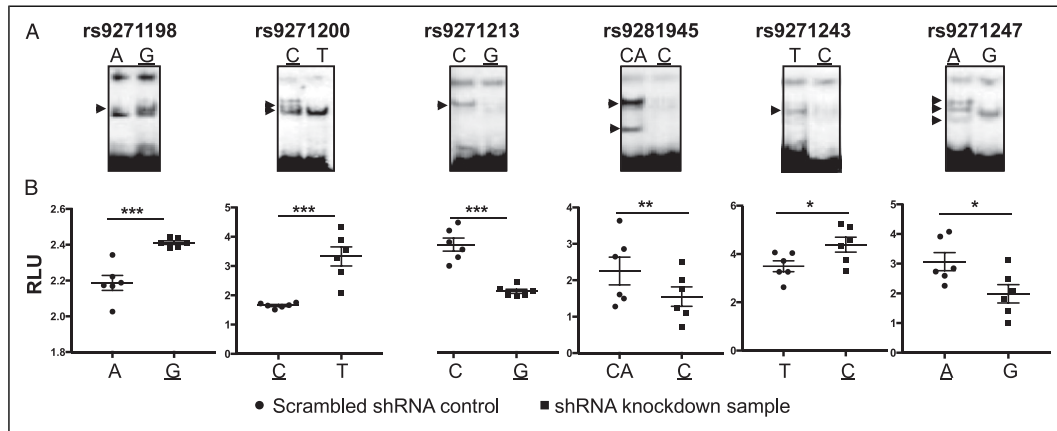 A
rs9271198 rs9271200 rs9271213 rs9281945 rs9271243 rs9271247
A G C T C G CA C T C A G
B
*** *** *** ** * *
RLU
2.6 2.4 2.2 2.0 1.8
5 4 3 2 1 0
4 3 2 1 0
4 3 2 1 0
6 4 2 0
5 4 3 2 1 0
A G C T C G CA C T C A G
● Scrambled shRNA control ■ shRNA knockdown sample